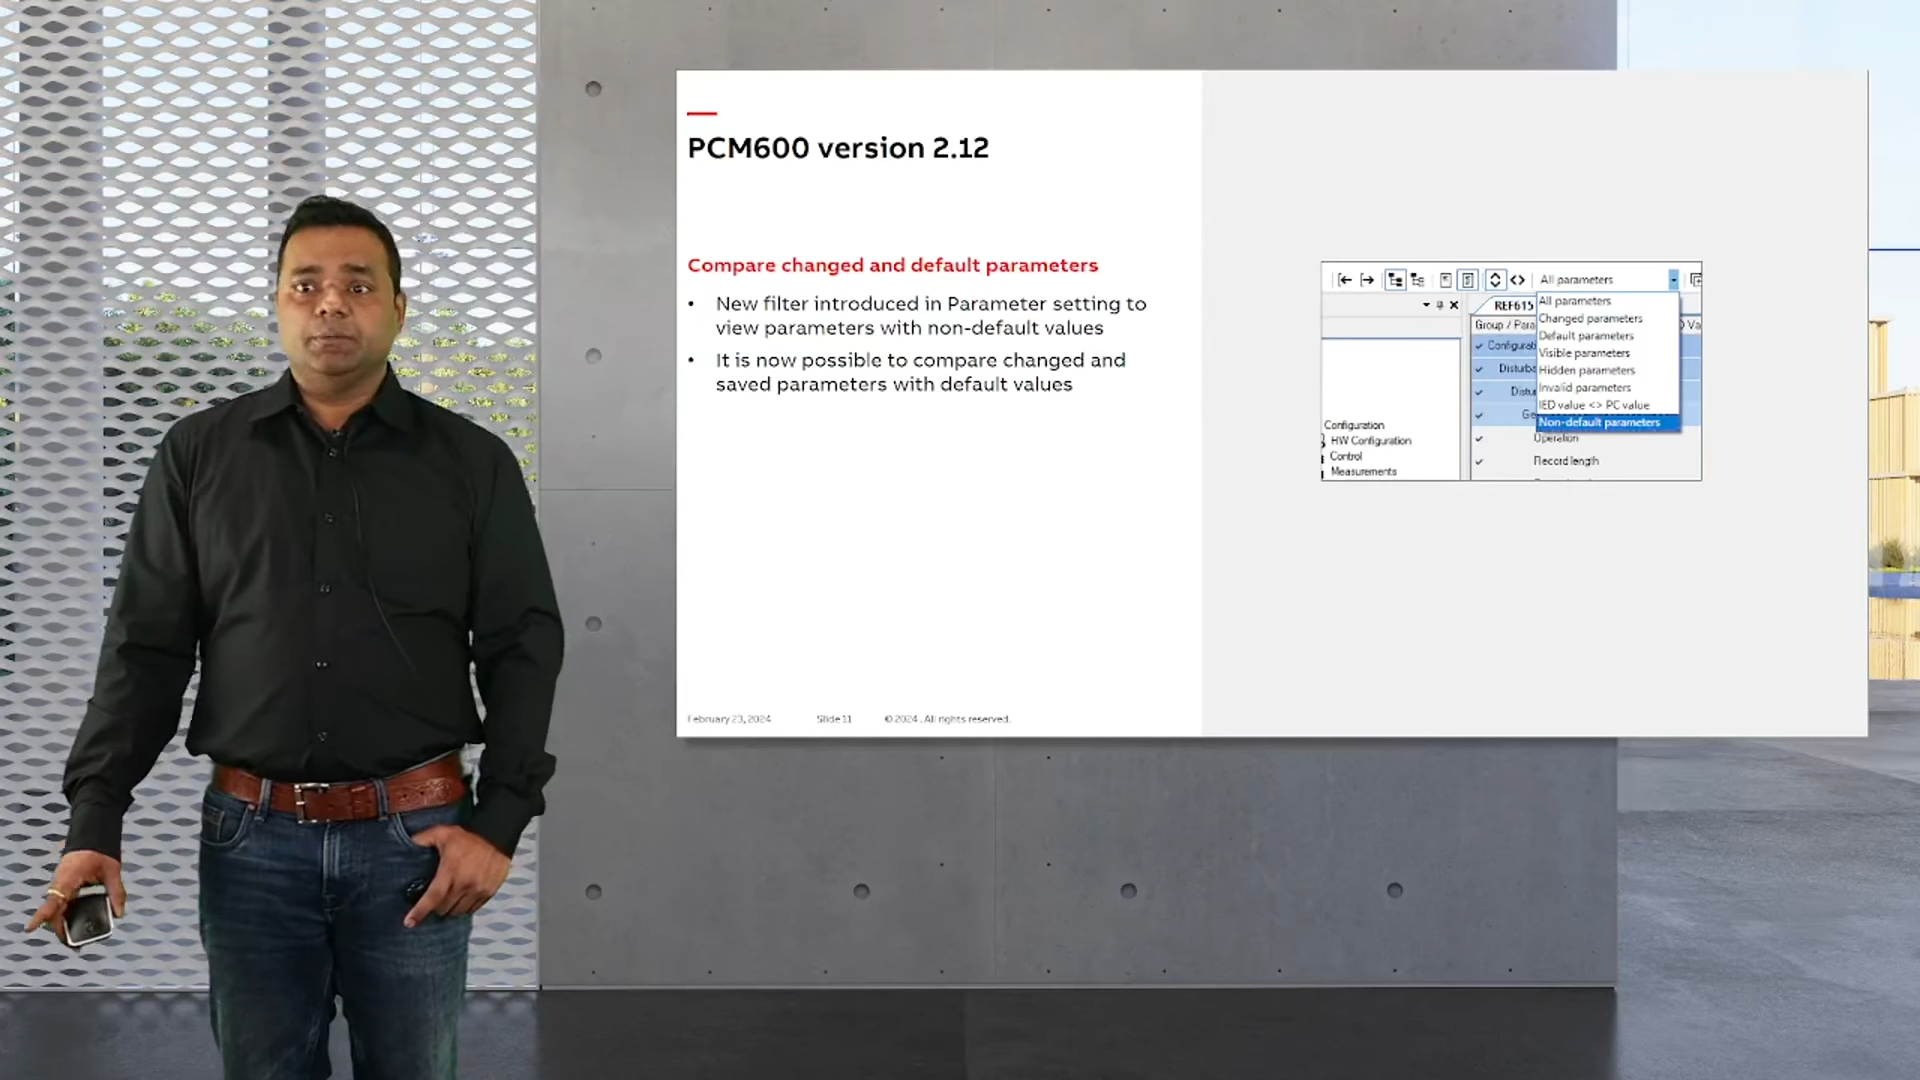 PCM600 version 2.12
Compare changed and default parameters
• New filter introduced in Parameter setting to
view parameters with non-default values
• It is now possible to compare changed and
saved parameters with default values
February 23, 2024 Slide 11 © 2024 . All rights reserved.
All parameters
REF615
All parameters
Changed parameters
Default parameters
Visible parameters
Hidden parameters
Invalid parameters
IED value <> PC value
Non-default parameters
Group / Para
Configurati
Disturba
Distu
Ge
Operation
Record length
Configuration
HW Configuration
Control
Measurements